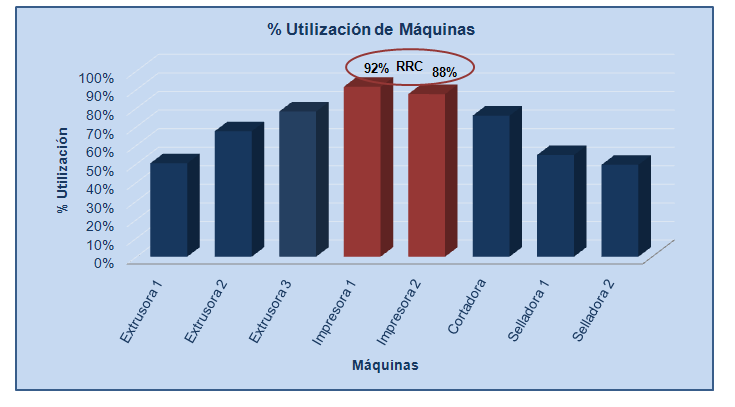 % Utilización de Máquinas
92% RRC 88%
100%
90%
80%
70%
60%
50%
40%
30%
20%
10%
0%
% Utilización
Extrusora 1
Extrusora 2
Extrusora 3
Impresora 1
Impresora 2
Cortadora
Selladora 1
Selladora 2
Máquinas